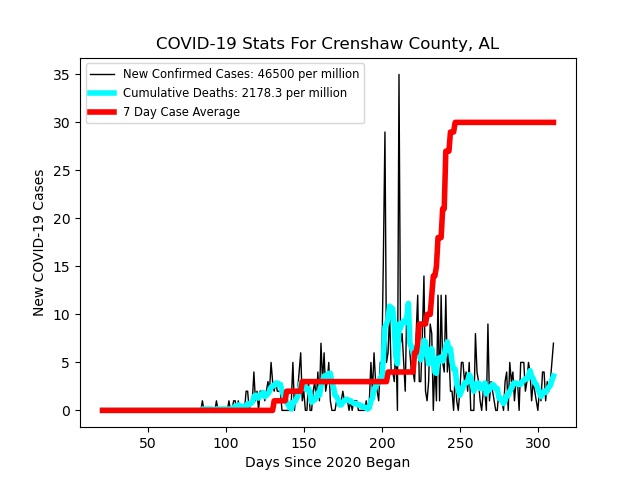 COVID-19 Stats For Crenshaw County, AL
New Confirmed Cases: 46500 per million
Cumulative Deaths: 2178.3 per million
7 Day Case Average
New COVID-19 Cases
35
30
25
20
15
10
5
0
50 100 150 200 250 300
Days Since 2020 Began